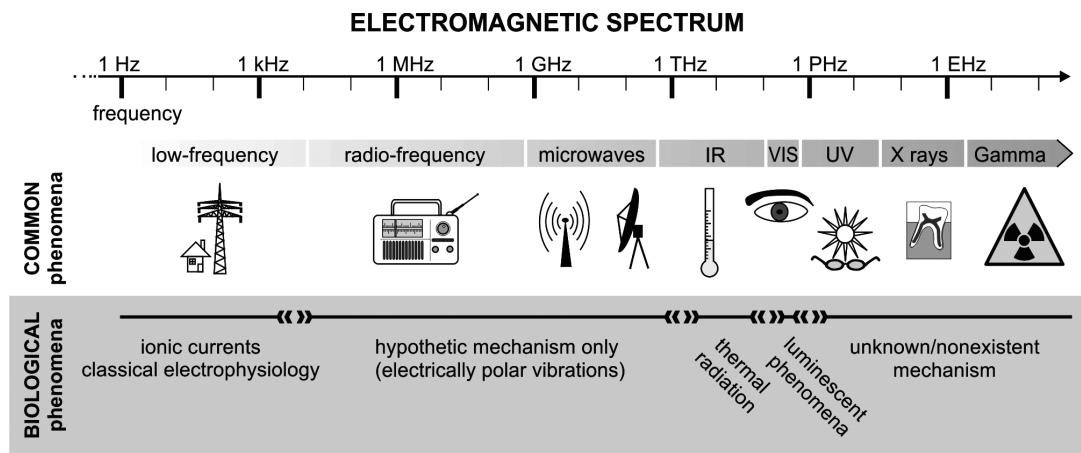 ELECTROMAGNETIC SPECTRUM
1 Hz 1 kHz 1 MHz 1 GHz 1 THz 1 PHz 1 EHz
frequency
low-frequency radio-frequency microwaves IR VIS UV X rays Gamma
COMMON
phenomena
BIOLOGICAL
phenomena
ionic currents
classical electrophysiology
hypothetic mechanism only
(electrically polar vibrations)
thermal
radiation
luminescent
phenomena
unknown/nonexistent
mechanism